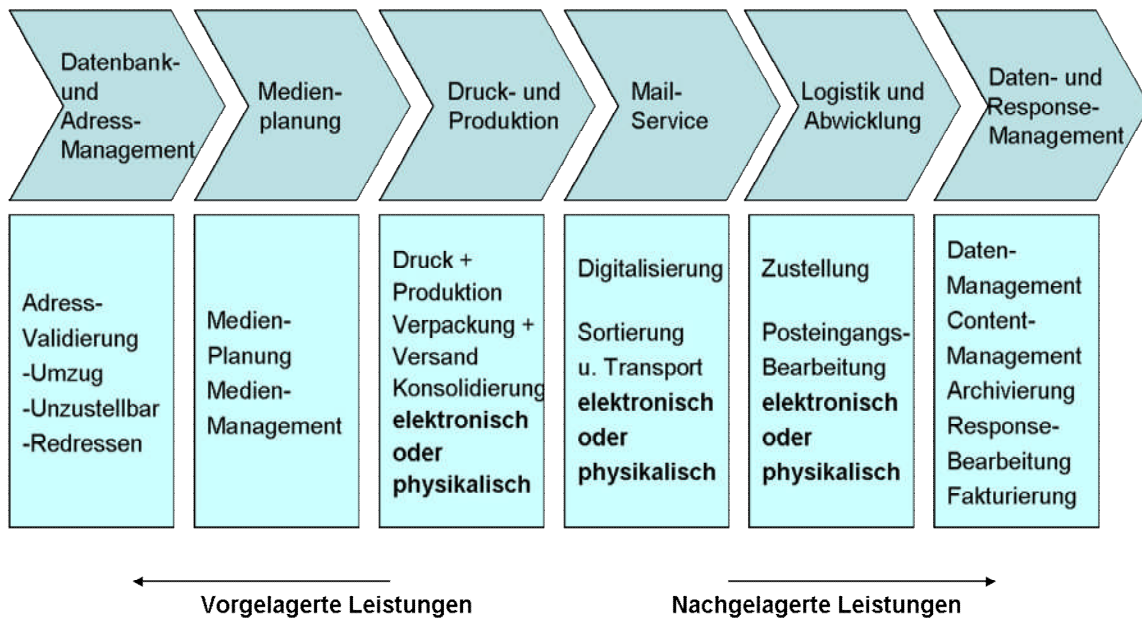 Datenbank-
und
Adress-
Management
Medien-
planung
Druck- und
Produktion
Mail-
Service
Logistik und
Abwicklung
Daten- und
Response-
Management
Adress-
Validierung
-Umzug
-Unzustellbar
-Redressen
Medien-
Planung
Medien-
Management
Druck +
Produktion
Verpackung +
Versand
Konsolidierung
elektronisch
oder
physikalisch
Digitalisierung
Sortierung
u. Transport
elektronisch
oder
physikalisch
Zustellung
Posteingangs-
Bearbeitung
elektronisch
oder
physikalisch
Daten-
Management
Content-
Management
Archivierung
Response-
Bearbeitung
Fakturierung
Vorgelagerte Leistungen
Nachgelagerte Leistungen